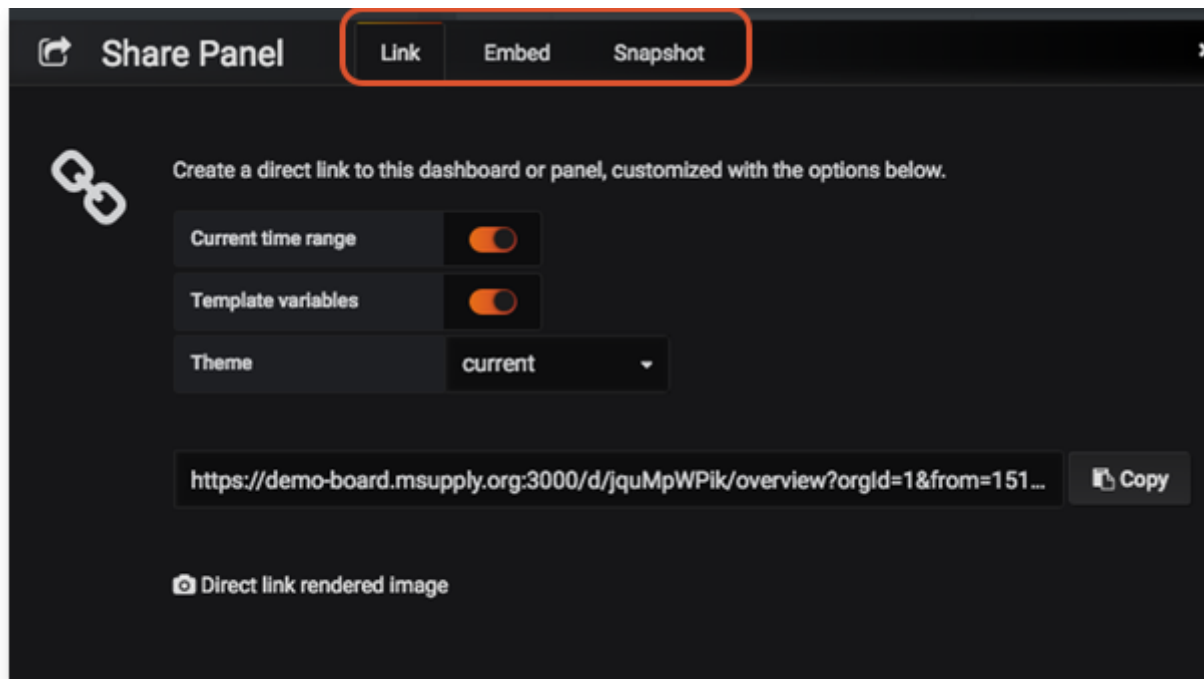 Share Panel Link Embed Snapshot
Create a direct link to this dashboard or panel, customized with the options below.
Current time range
Template variables
Theme current
https://demo-board.msupply.org:3000/d/jquMpWPik/overview?orgId=1&from=151... Copy
Direct link rendered image